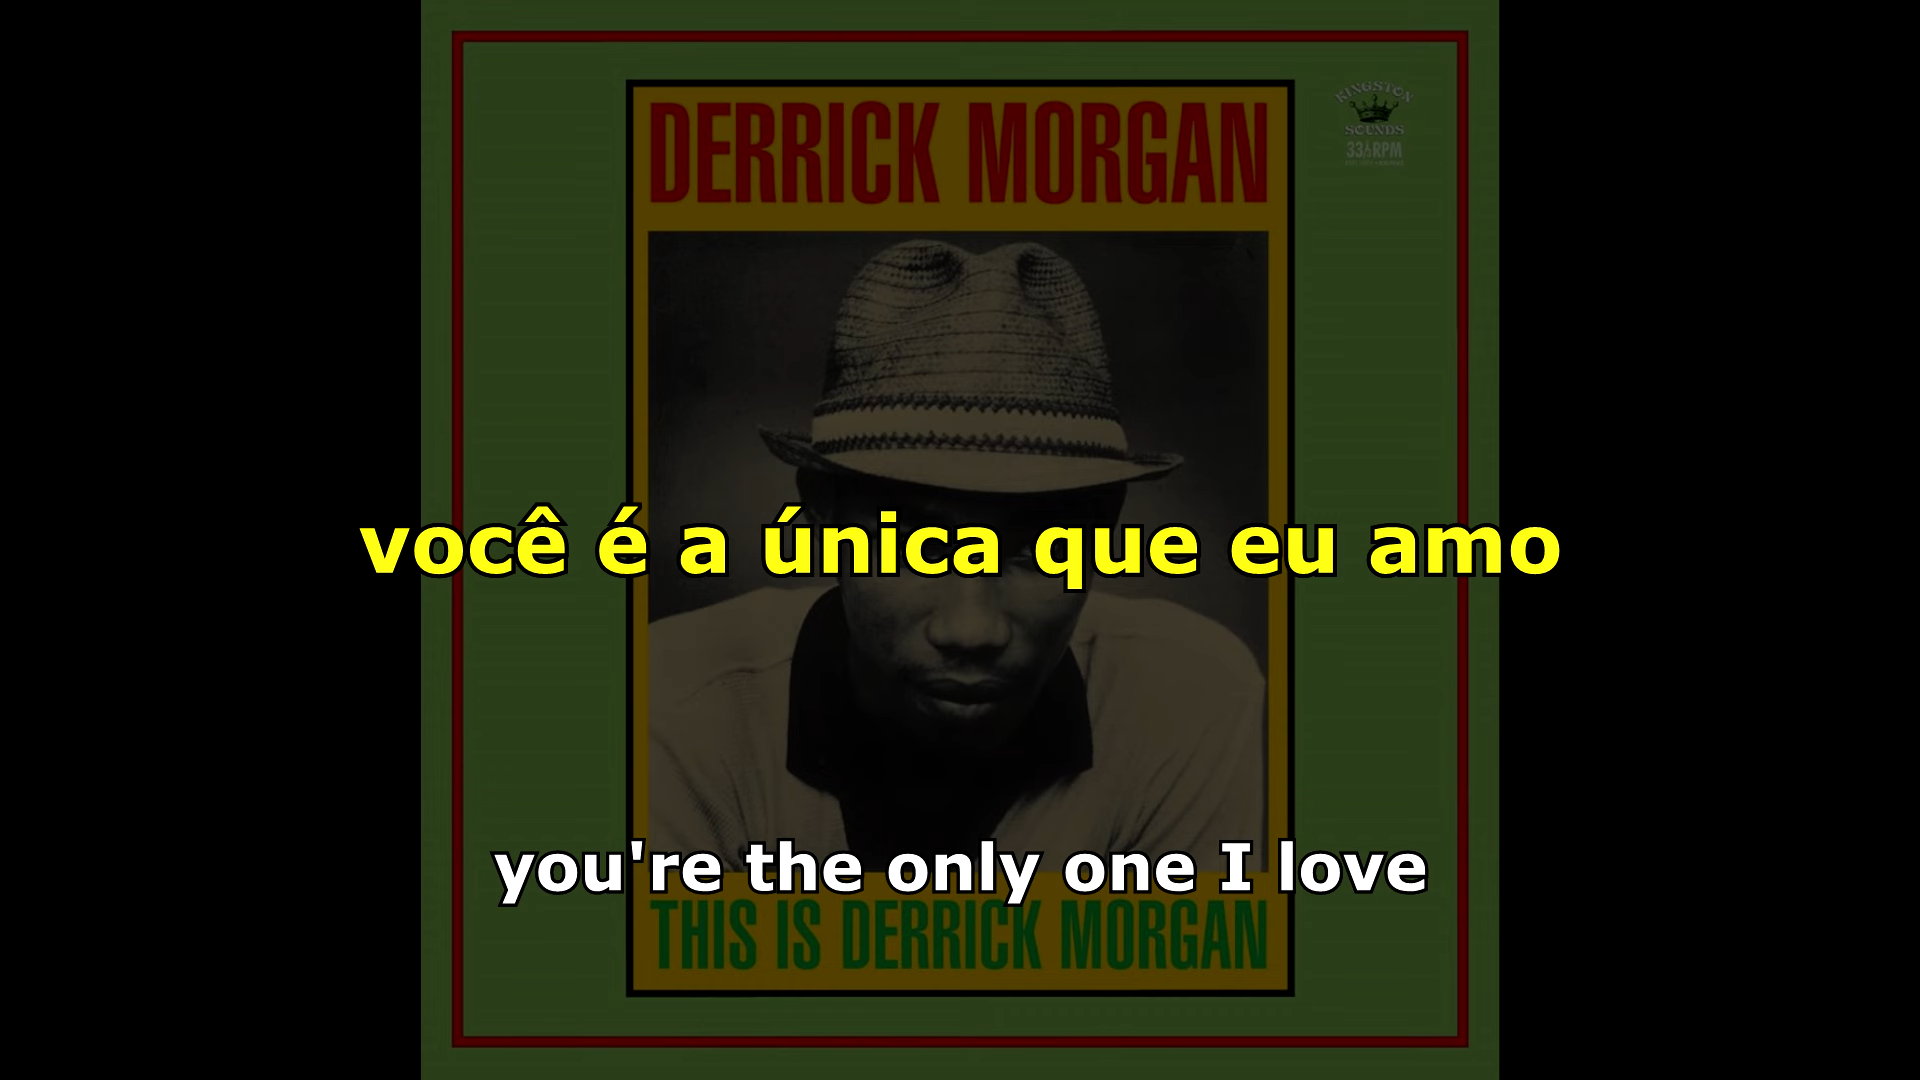 DERRICK MORGAN
KINGSTON
SOUNDS
33⅓RPM
você é a única que eu amo
you're the only one I love
THIS IS DERRICK MORGAN